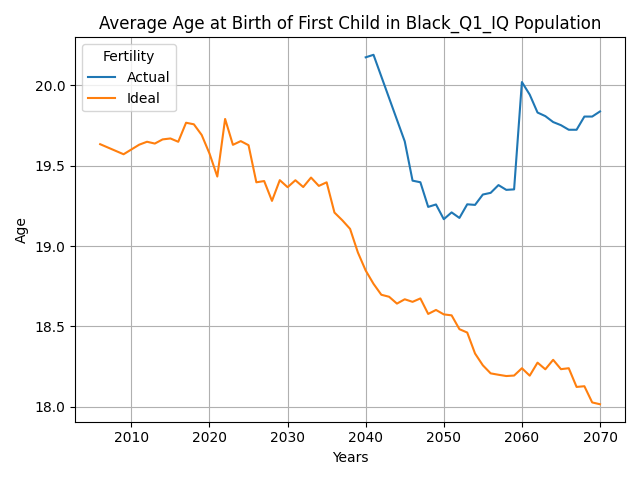 Average Age at Birth of First Child in Black_Q1_IQ Population
Fertility
Actual
Ideal
20.0
19.5
19.0
18.5
18.0
Age
2010 2020 2030 2040 2050 2060 2070
Years